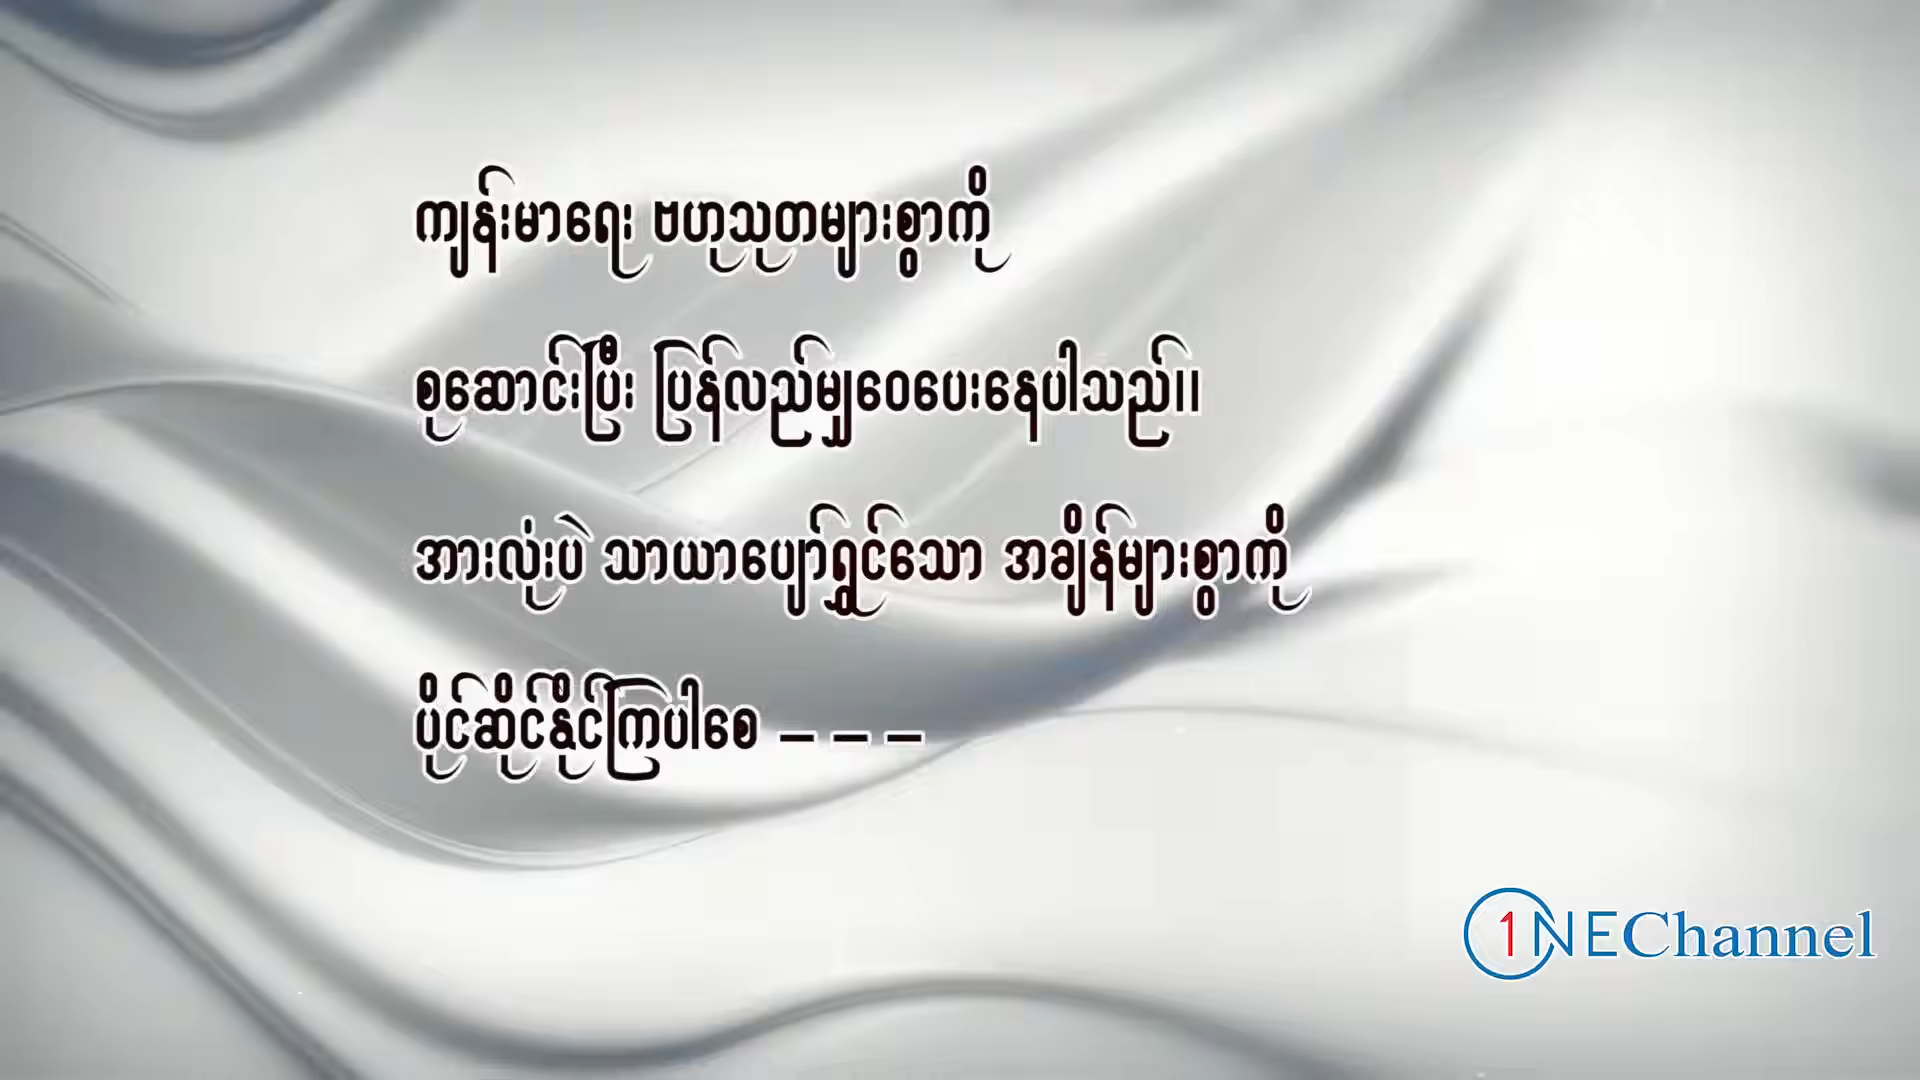 ကျန်းမာရေး ဗဟုသုတများစွာကို
စုဆောင်းပြီး ပြန်လည်မျှဝေပေးနေပါသည်။
အားလုံးပဲ သာယာပျော်ရွှင်သော အချိန်များစွာကို
ပိုင်ဆိုင်နိုင်ကြပါစေ – – –
1NEChannel